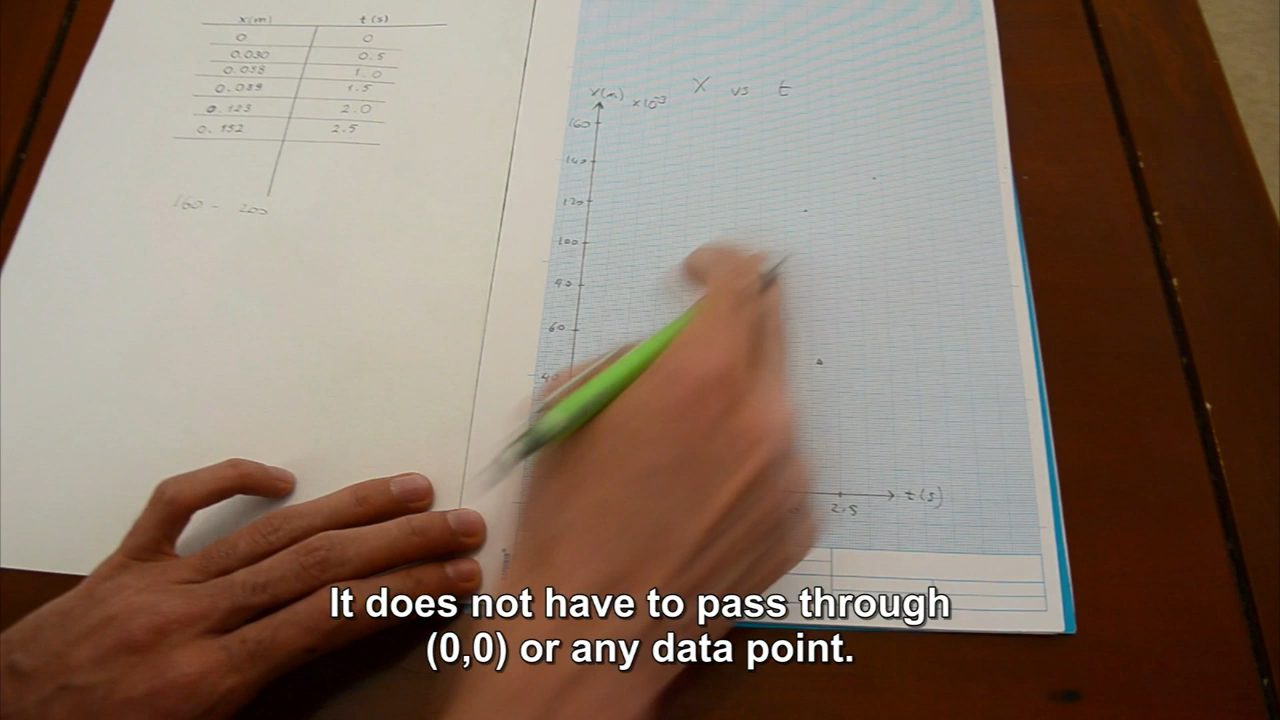 x(m) t(s)
0 0
0.030 0.5
0.058 1.0
0.089 1.5
0.123 2.0
0.152 2.5
160 - 200
X vs t
x(m) x10⁻³
160
140
120
100
80
60
40
t(s)
2.5
It does not have to pass through
(0,0) or any data point.